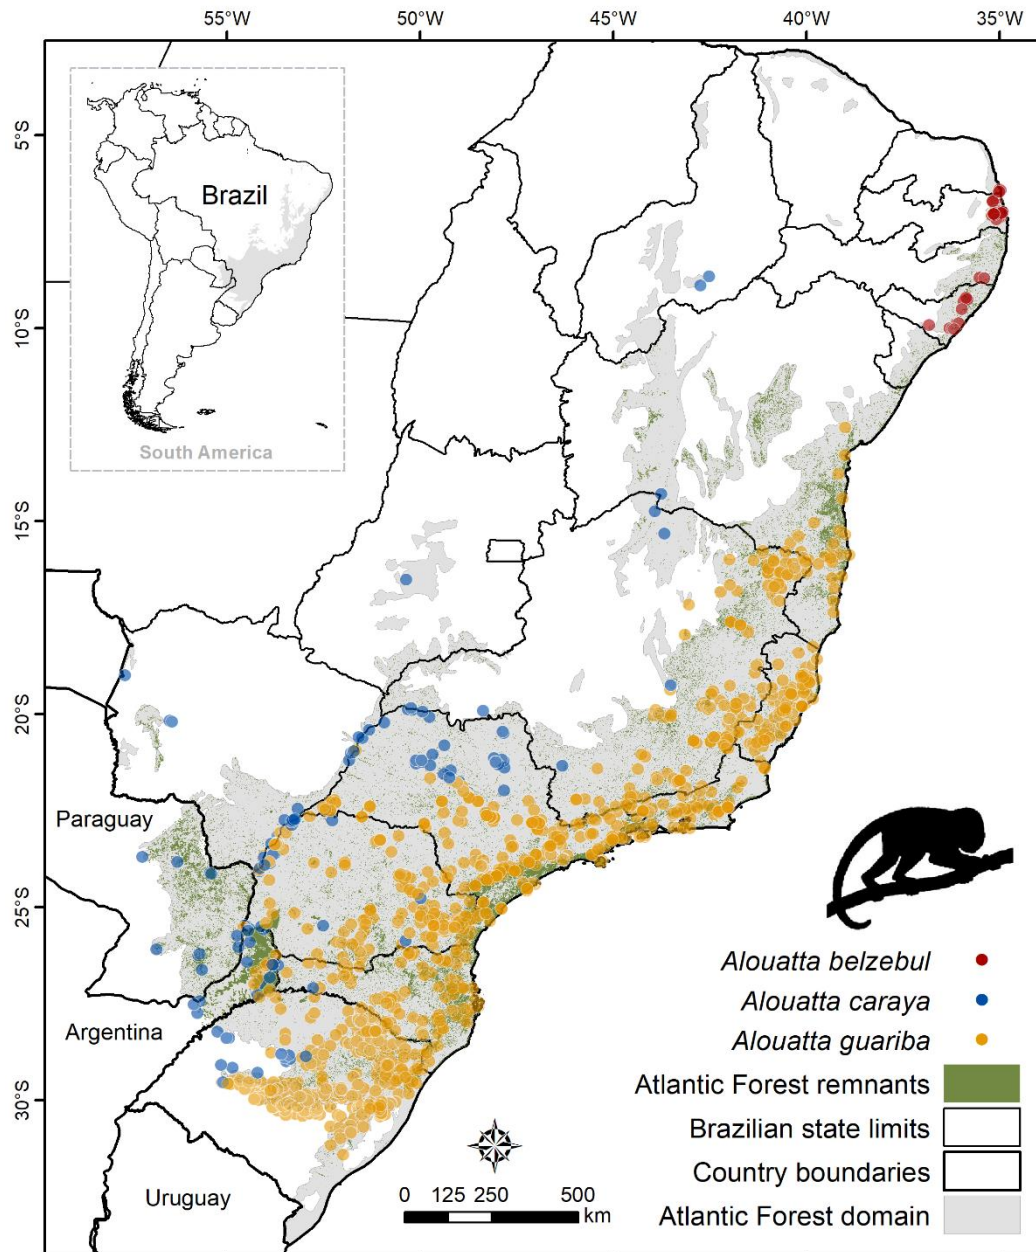 55°W 50°W 45°W 40°W 35°W
5°S
10°S
15°S
20°S
25°S
30°S
Brazil
South America
Paraguay
Argentina
Uruguay
Alouatta belzebul
Alouatta caraya
Alouatta guariba
Atlantic Forest remnants
Brazilian state limits
Country boundaries
Atlantic Forest domain
0 125 250 500
km